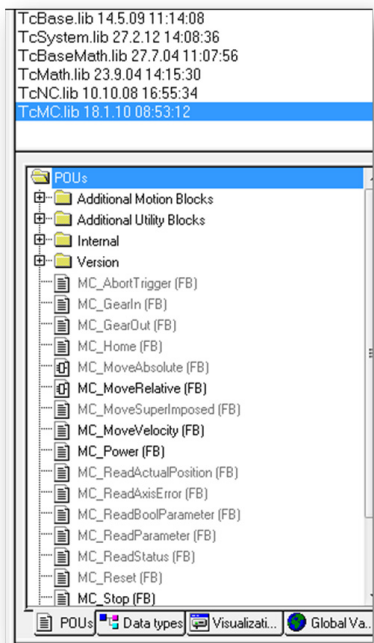 TcBase.lib 14.5.09 11:14:08
TcSystem.lib 27.2.12 14:08:36
TcBaseMath.lib 27.7.04 11:07:56
TcMath.lib 23.9.04 14:15:30
TcNC.lib 10.10.08 16:55:34
TcMC.lib 18.1.10 08:53:12
POUs
Additional Motion Blocks
Additional Utility Blocks
Internal
Version
MC_AbortTrigger (FB)
MC_GearIn (FB)
MC_GearOut (FB)
MC_Home (FB)
MC_MoveAbsolute (FB)
MC_MoveRelative (FB)
MC_MoveSuperImposed (FB)
MC_MoveVelocity (FB)
MC_Power (FB)
MC_ReadActualPosition (FB)
MC_ReadAxisError (FB)
MC_ReadBoolParameter (FB)
MC_ReadParameter (FB)
MC_ReadStatus (FB)
MC_Reset (FB)
MC_Stop (FB)
POUs Data types Visualizati... Global Va..